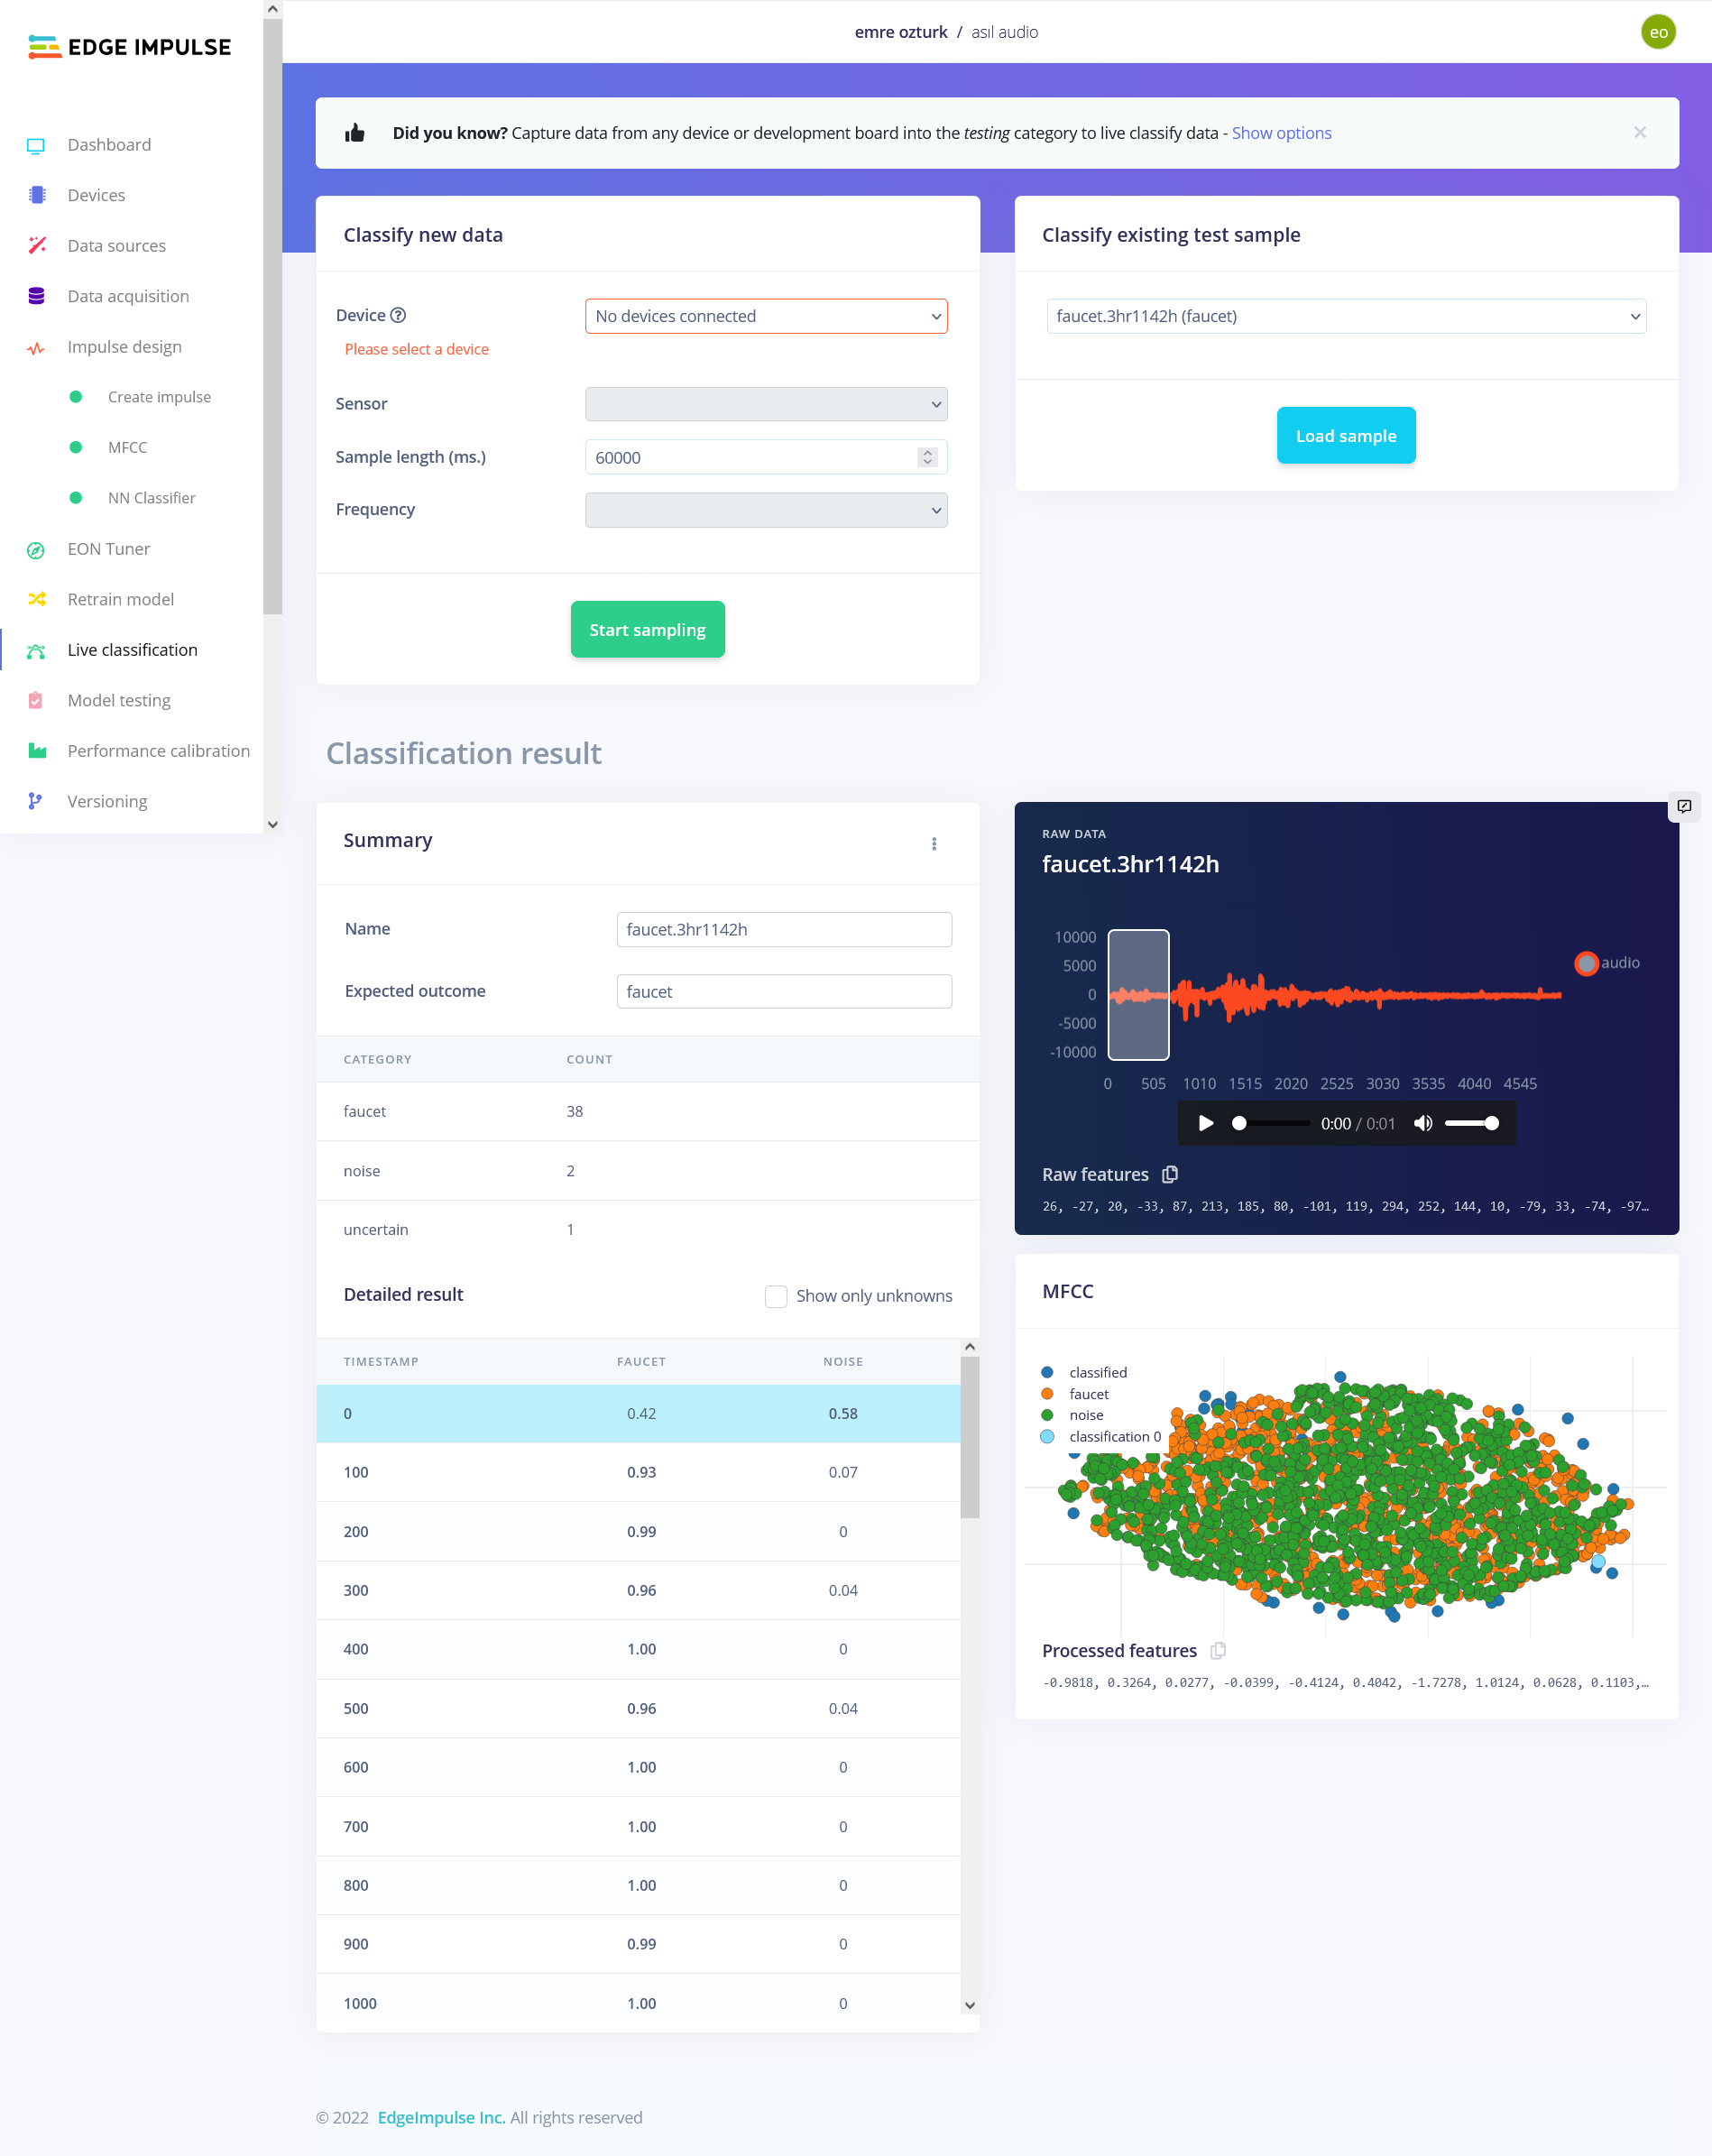 EDGE IMPULSE
Dashboard
Devices
Data sources
Data acquisition
Impulse design
Create impulse
MFCC
NN Classifier
EON Tuner
Retrain model
Live classification
Model testing
Performance calibration
Versioning
emre ozturk / asil audio
eo
Did you know? Capture data from any device or development board into the testing category to live classify data - Show options
×
Classify new data
Device ?
No devices connected
Please select a device
Sensor
Sample length (ms.)
60000
Frequency
Start sampling
Classify existing test sample
faucet.3hr1142h (faucet)
Load sample
Classification result
Summary
Name
faucet.3hr1142h
Expected outcome
faucet
CATEGORY COUNT
faucet 38
noise 2
uncertain 1
Detailed result
Show only unknowns
TIMESTAMP FAUCET NOISE
0 0.42 0.58
100 0.93 0.07
200 0.99 0
300 0.96 0.04
400 1.00 0
500 0.96 0.04
600 1.00 0
700 1.00 0
800 1.00 0
900 0.99 0
1000 1.00 0
RAW DATA
faucet.3hr1142h
10000
5000
0
-5000
-10000
audio
0 505 1010 1515 2020 2525 3030 3535 4040 4545
0:00 / 0:01
Raw features
26, -27, 20, -33, 87, 213, 185, 80, -101, 119, 294, 252, 144, 10, -79, 33, -74, -97…
MFCC
classified
faucet
noise
classification 0
Processed features
-0.9818, 0.3264, 0.0277, -0.0399, -0.4124, 0.4042, -1.7278, 1.0124, 0.0628, 0.1103,…
© 2022 EdgeImpulse Inc. All rights reserved